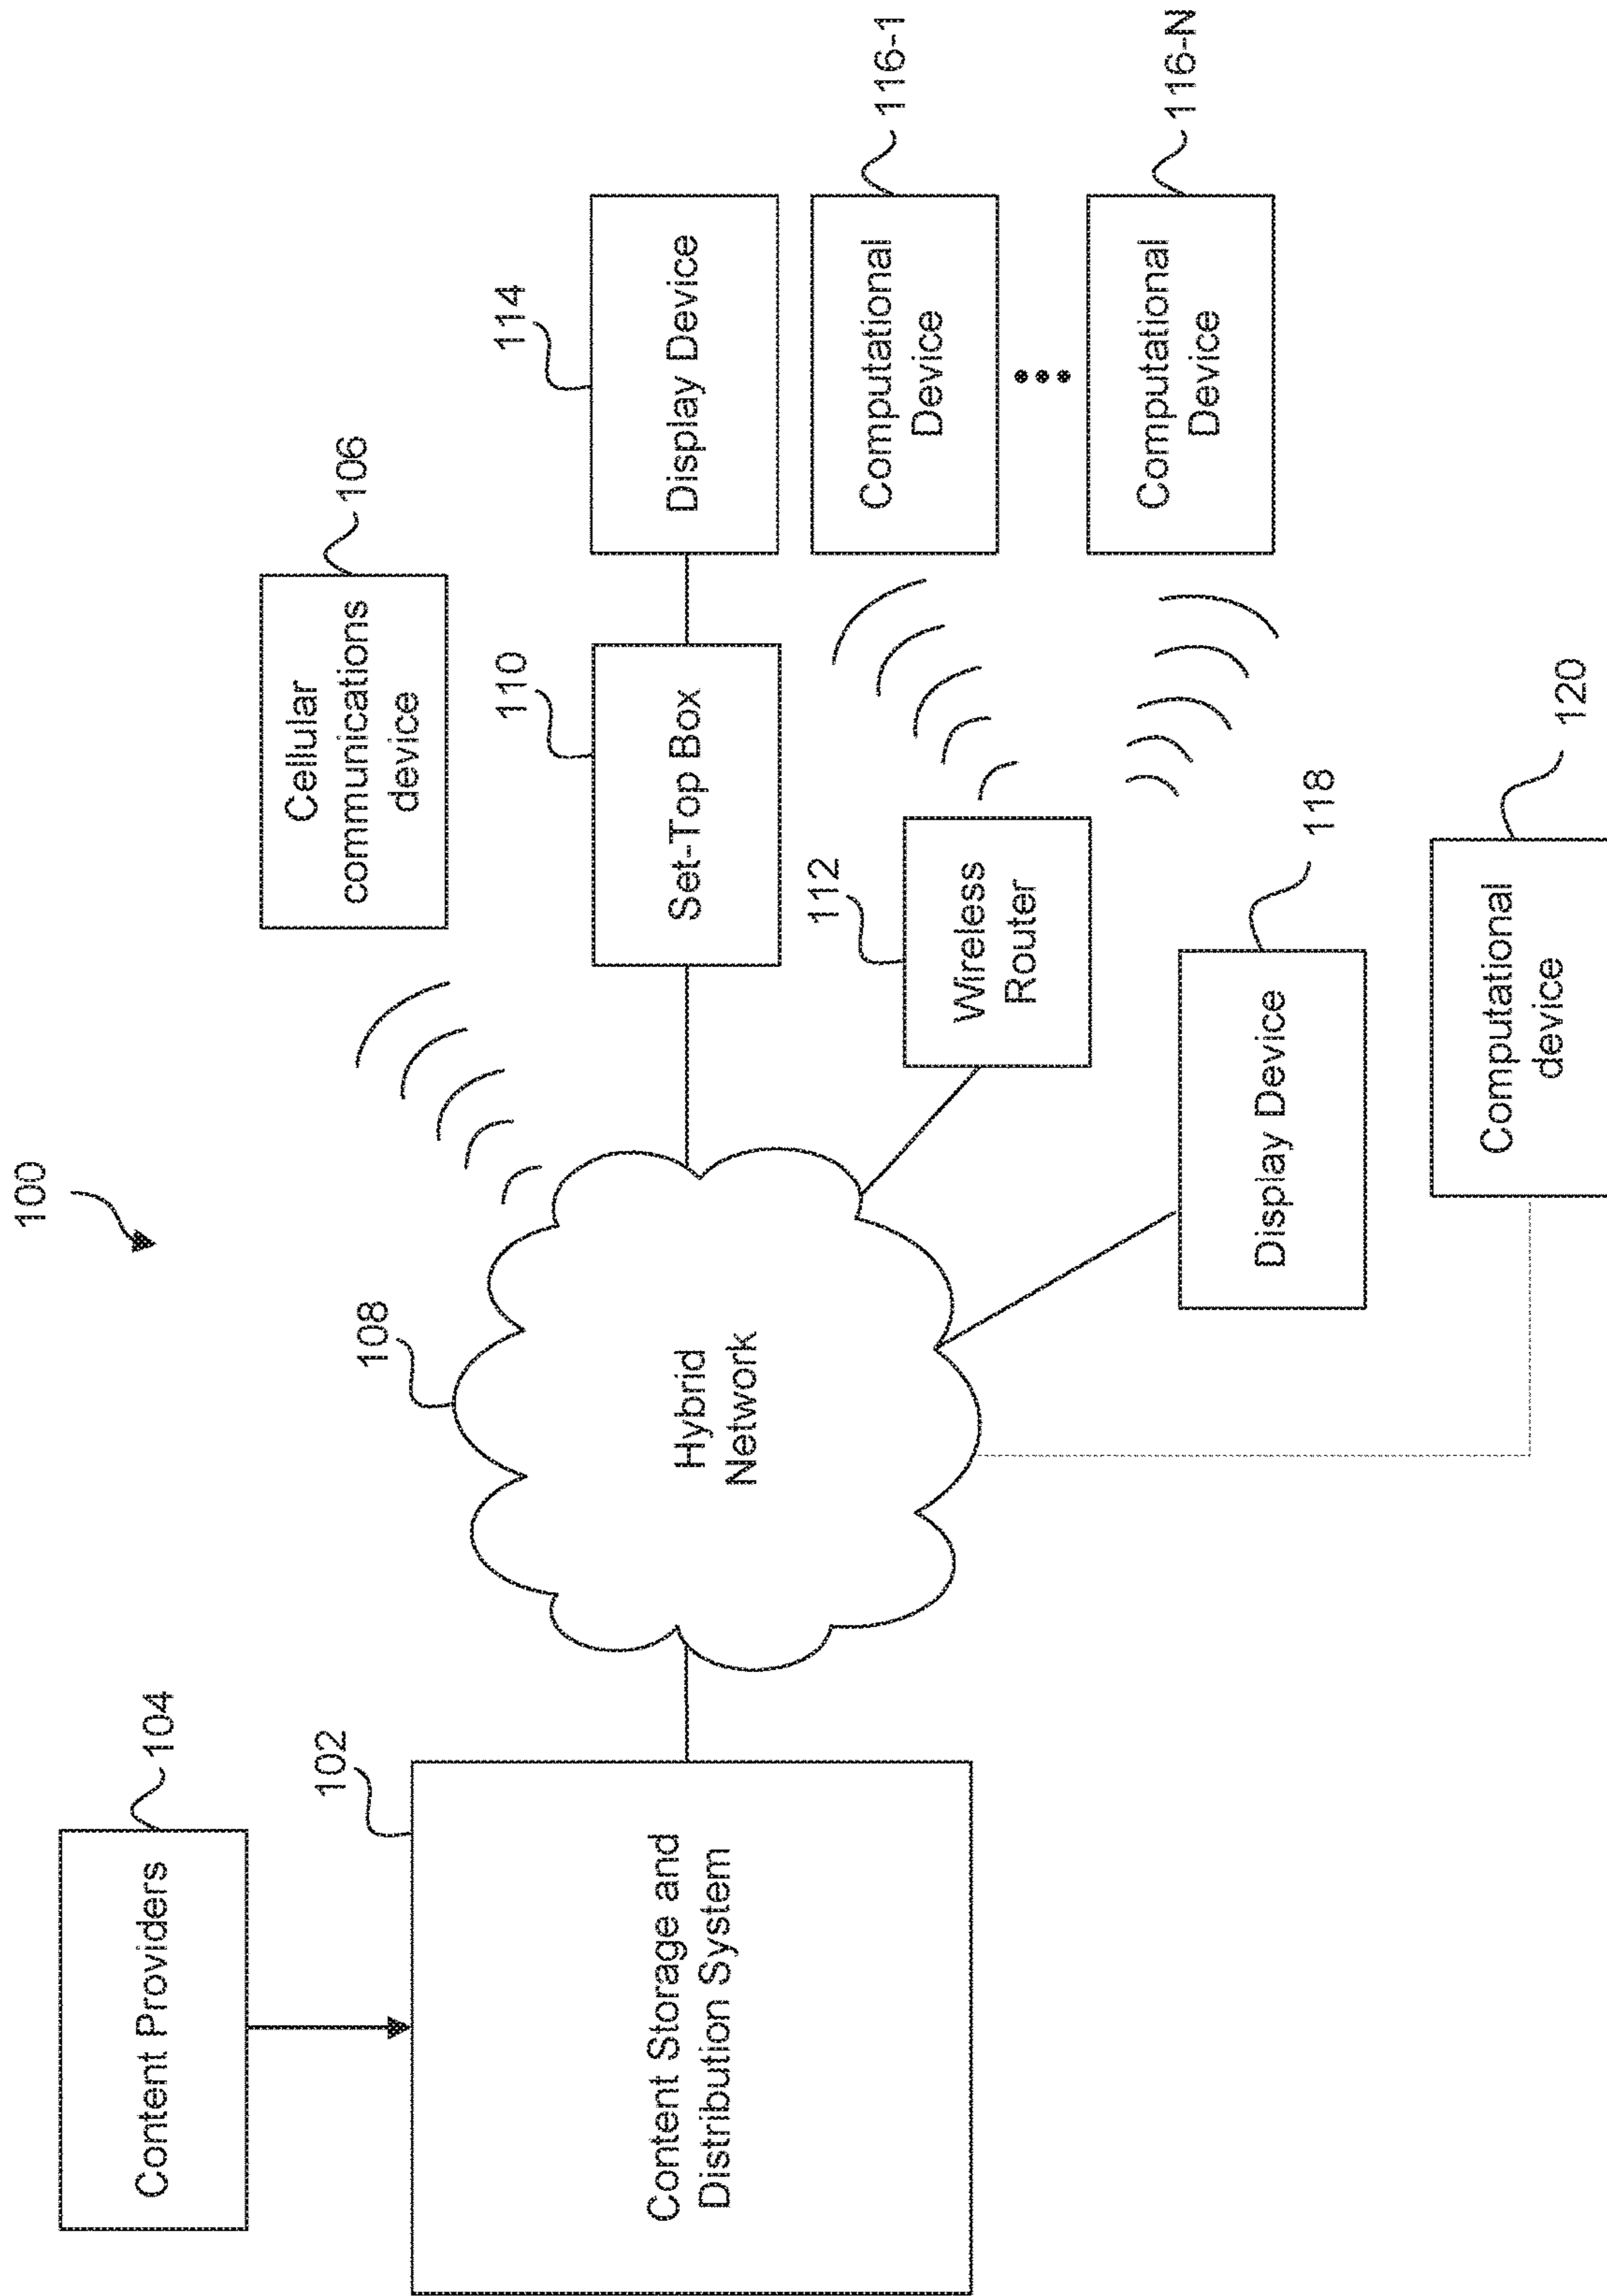 100
Content Providers
104
102
Content Storage and
Distribution System
108
Hybrid
Network
Cellular
communications
device
106
110
Set-Top Box
114
Display Device
112
Wireless
Router
Computational
Device
116-1
Computational
Device
116-N
Display Device
118
Computational
device
120